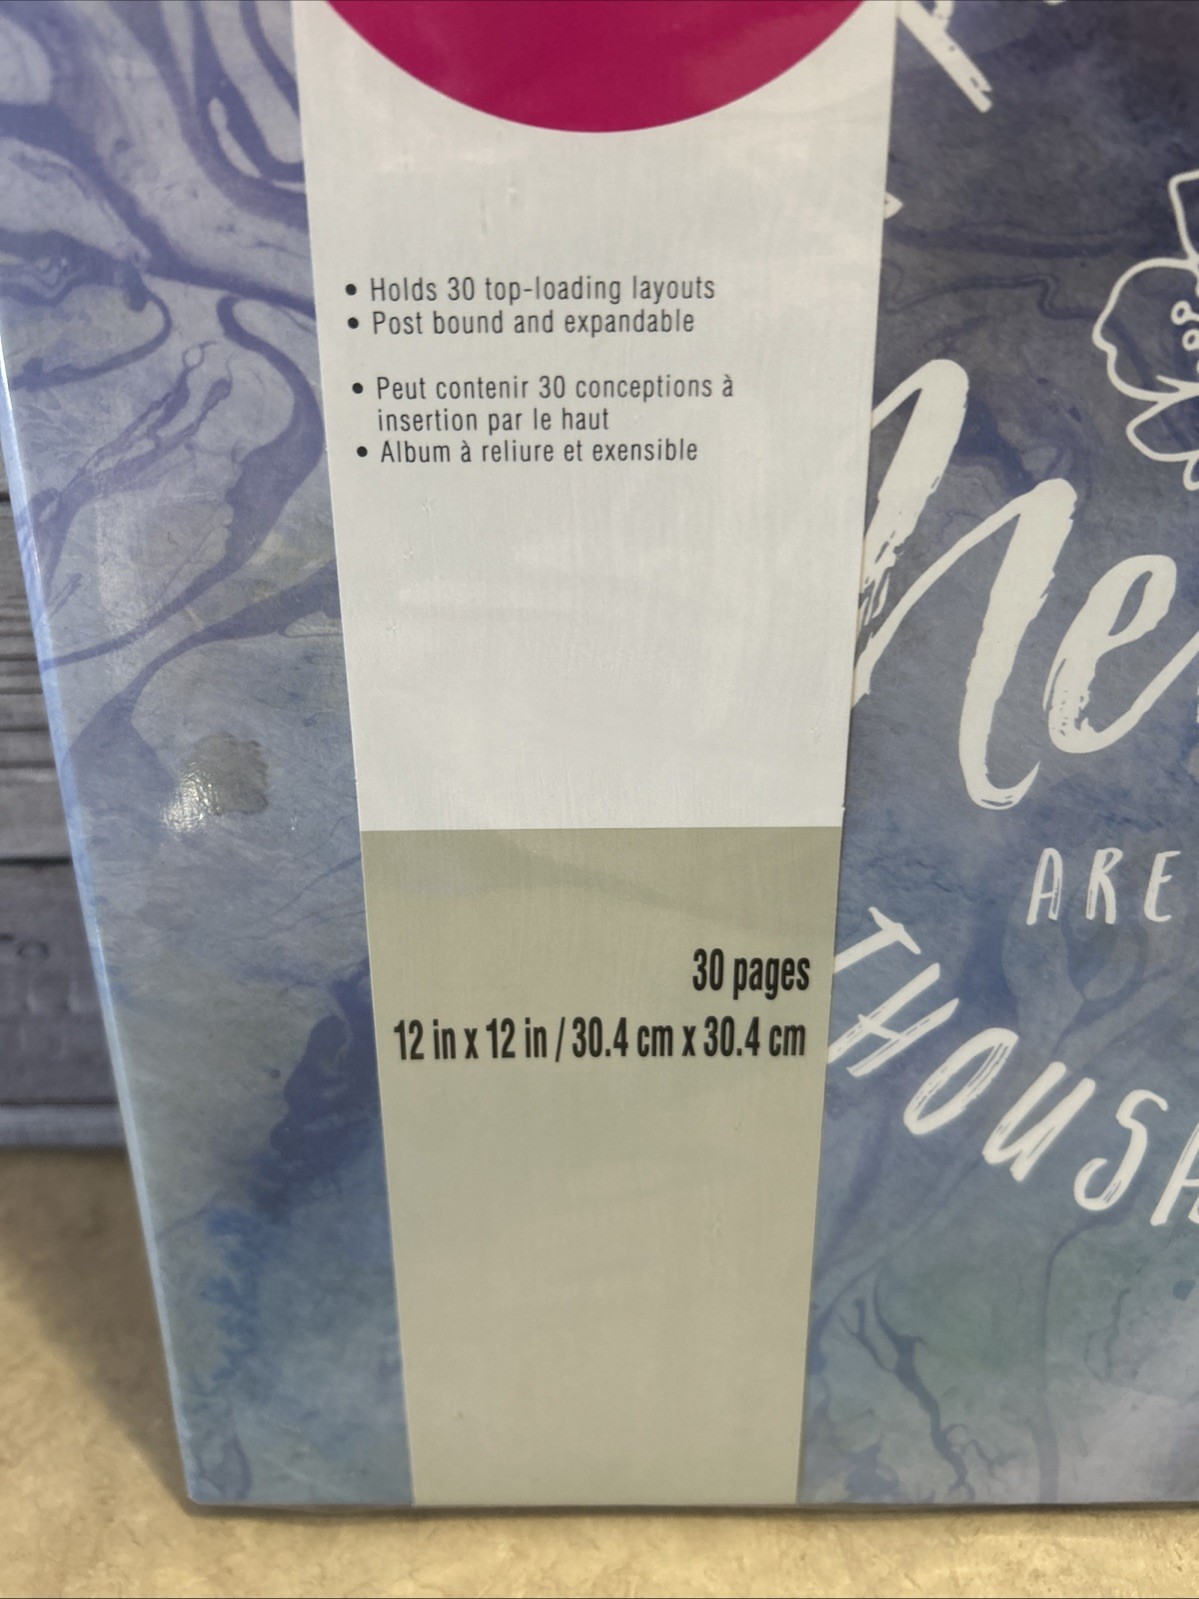 • Holds 30 top-loading layouts
• Post bound and expandable
• Peut contenir 30 conceptions à
insertion par le haut
• Album à reliure et exensible
30 pages
12 in x 12 in / 30.4 cm x 30.4 cm
ARE